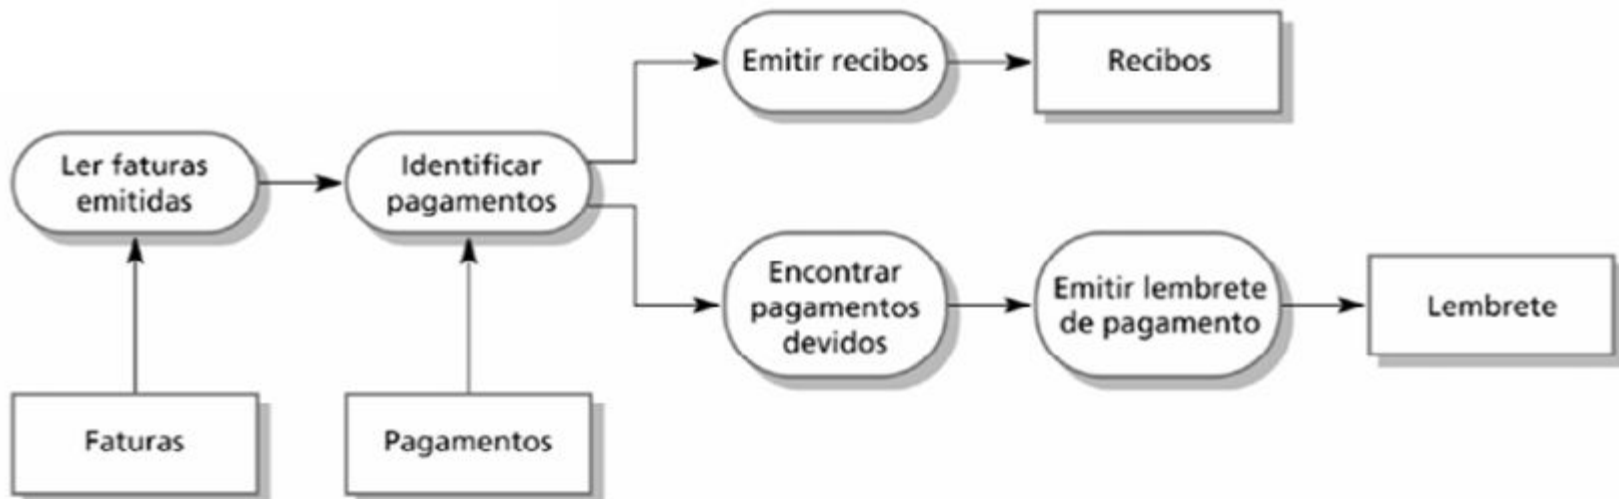 Emitir recibos
Recibos
Ler faturas
emitidas
Identificar
pagamentos
Encontrar
pagamentos
devidos
Emitir lembrete
de pagamento
Lembrete
Faturas
Pagamentos